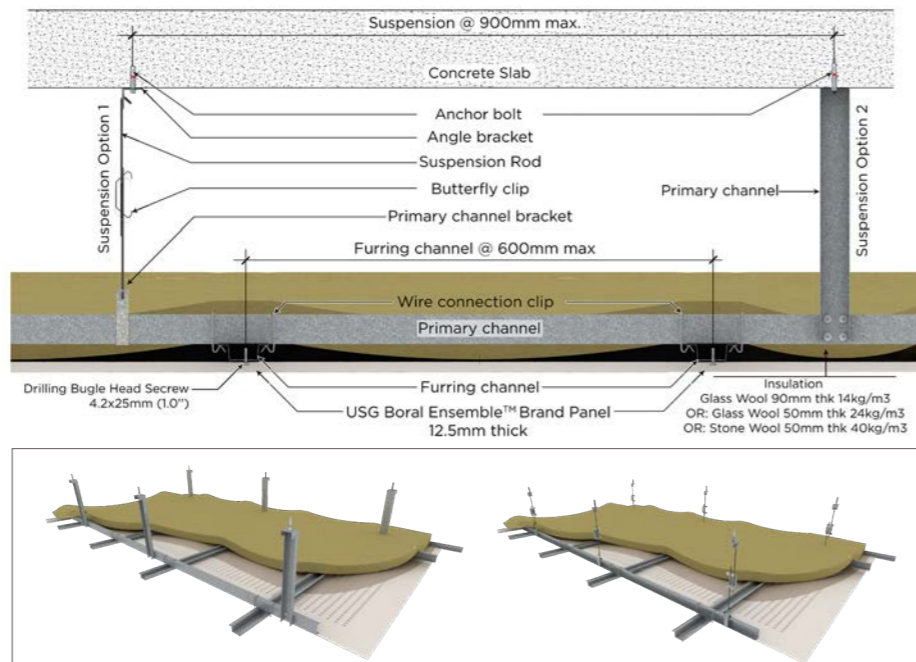 Suspension @ 900mm max.
Concrete Slab
Suspension Option 1
Anchor bolt
Angle bracket
Suspension Rod
Butterfly clip
Primary channel bracket
Primary channel
Suspension Option 2
Furring channel @ 600mm max
Wire connection clip
Primary channel
Drilling Bugle Head Secrew
4.2x25mm (1.0")
Furring channel
USG Boral Ensemble™ Brand Panel
12.5mm thick
Insulation
Glass Wool 90mm thk 14kg/m3
OR: Glass Wool 50mm thk 24kg/m3
OR: Stone Wool 50mm thk 40kg/m3